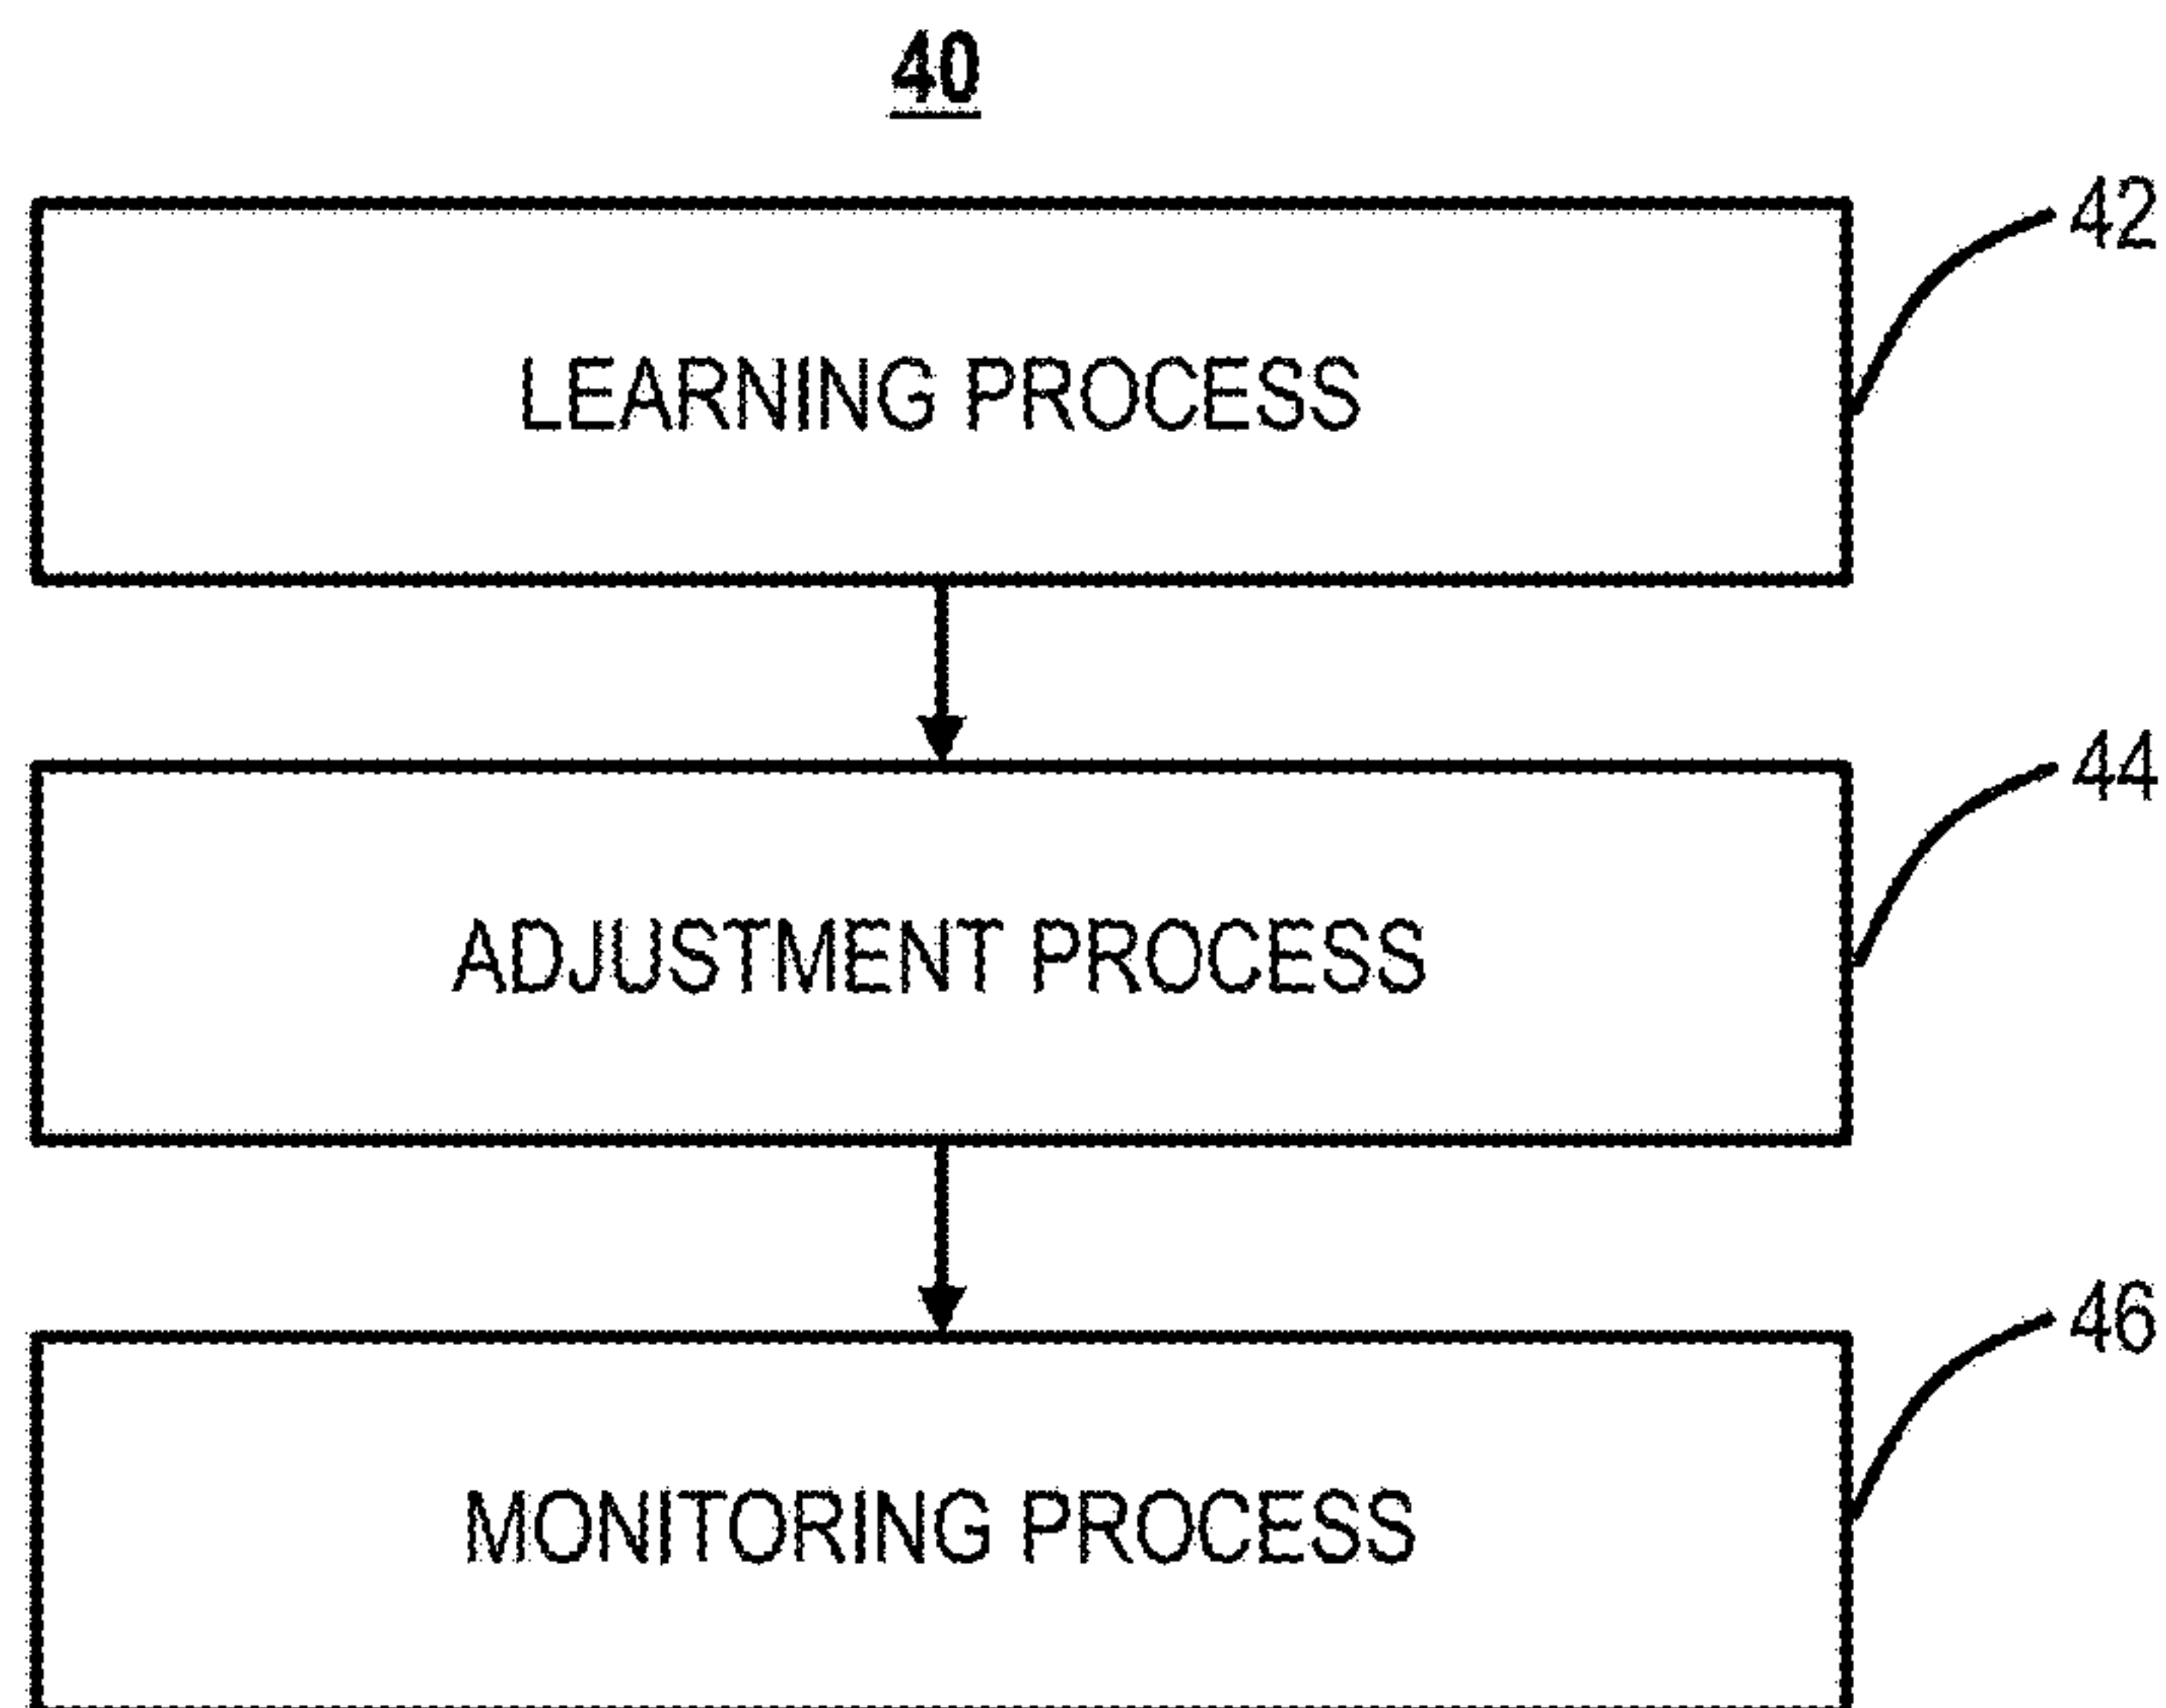 40
42
LEARNING PROCESS
44
ADJUSTMENT PROCESS
46
MONITORING PROCESS